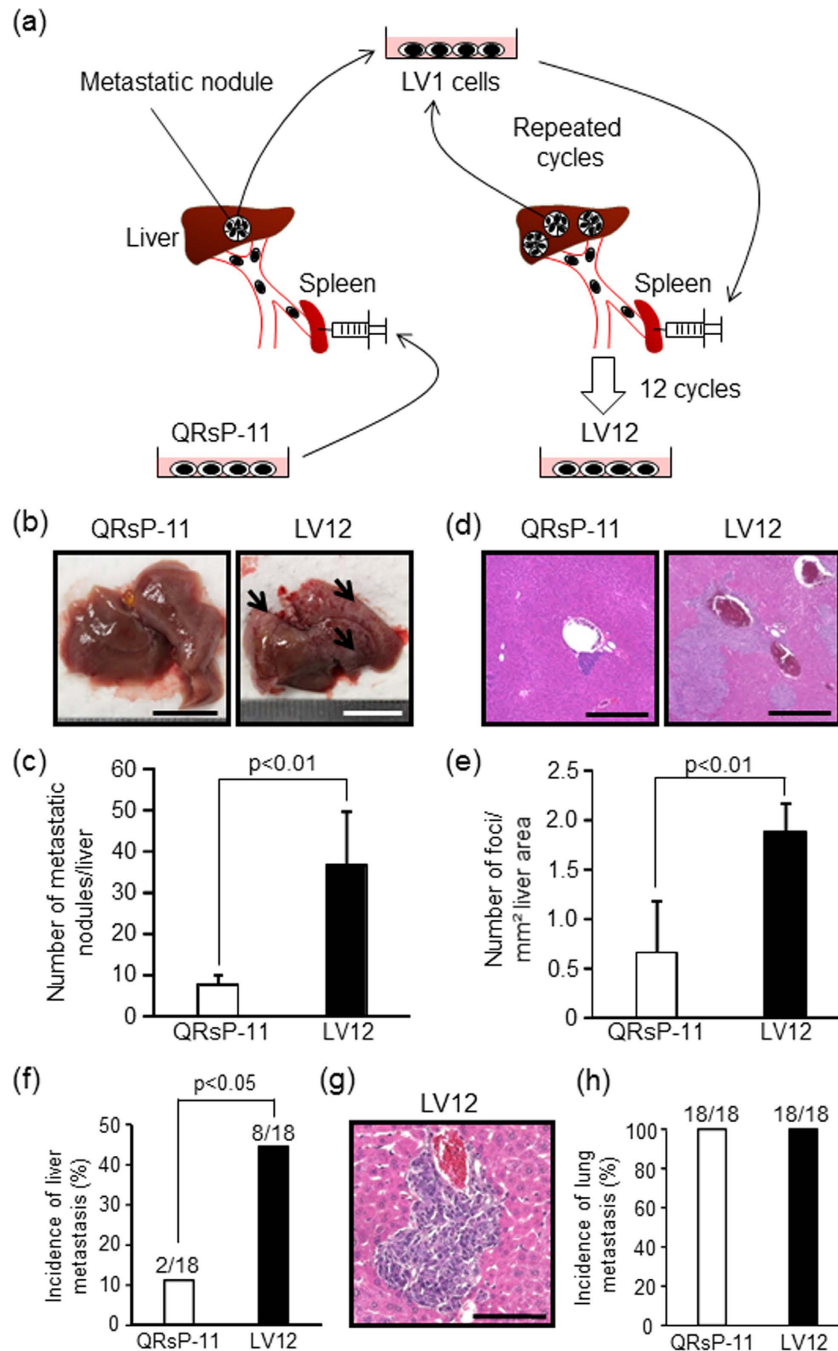 (a)
Metastatic nodule
LV1 cells
Repeated
cycles
Liver
Spleen
Spleen
12 cycles
QRsP-11
LV12
(b)
QRsP-11
LV12
(d)
QRsP-11
LV12
(c)
p<0.01
Number of metastatic
nodules/liver
60
50
40
30
20
10
0
QRsP-11
LV12
(e)
p<0.01
Number of foci/
mm² liver area
2.5
2.0
1.5
1.0
0.5
0
QRsP-11
LV12
(f)
p<0.05
Incidence of liver
metastasis (%)
50
40
30
20
10
0
2/18
8/18
QRsP-11
LV12
(g)
LV12
(h)
18/18
18/18
Incidence of lung
metastasis (%)
100
80
60
40
20
0
QRsP-11
LV12